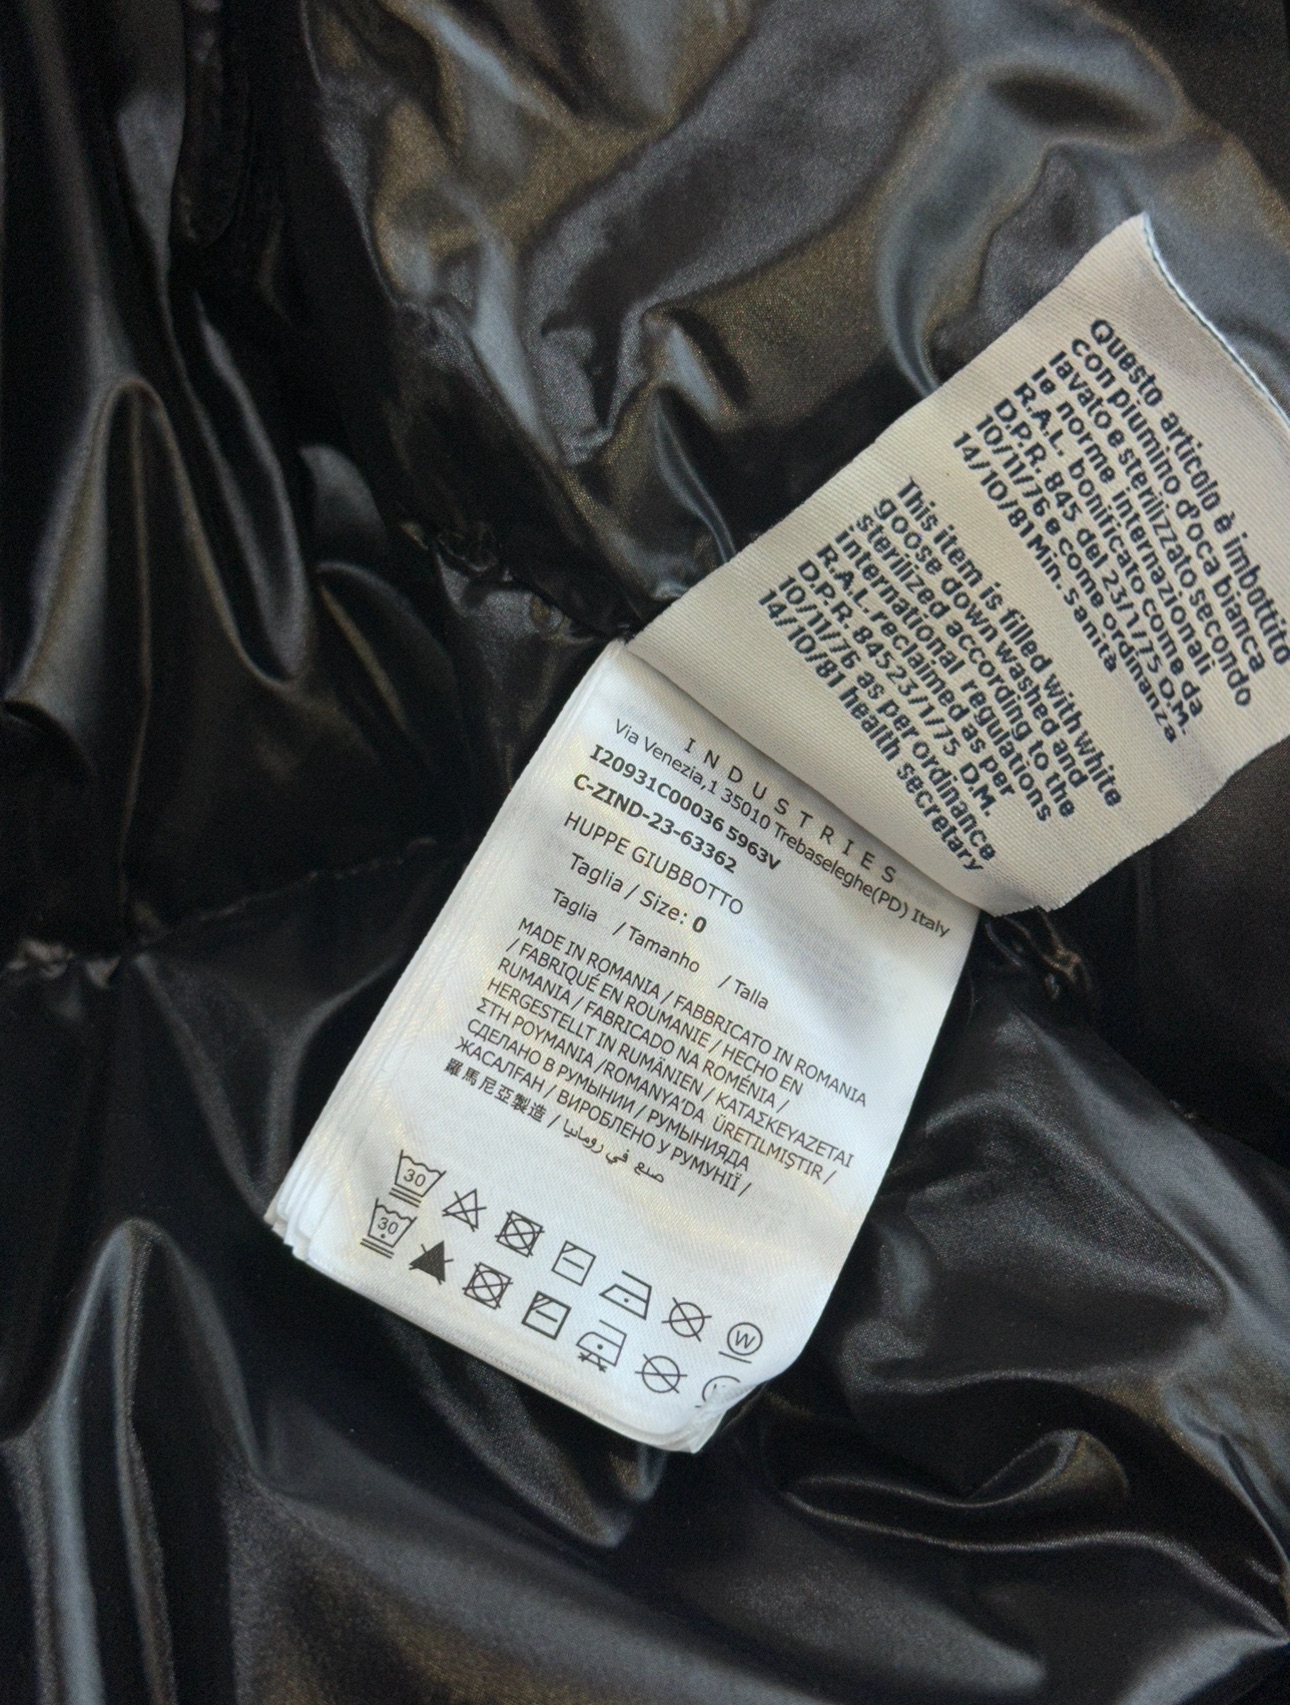 Questo articolo è imbottito
con piumino d'oca bianca
lavato e sterilizzato secondo
le norme internazionali
R.A.L. bonificato come da
D.P.R. 845 del 23/1/75 D.M.
10/11/76 e come ordinanza
14/10/81 Min. Sanità
This item is filled with white
goose down washed and
sterilized according to the
international regulations
R.A.L. reclaimed as per
D.P.R. 84523/1/75 D.M.
10/11/76 as per ordinance
14/10/81 health secretary
INDUSTRIES
Via Venezia,1 35010 Trebaseleghe(PD) Italy
I20931C00036 5963V
C-ZIND-23-63362
HUPPE GIUBBOTTO
Taglia / Size: 0
Taglia / Tamanho / Talla
MADE IN ROMANIA / FABBRICATO IN ROMANIA
/ FABRIQUÉ EN ROUMANIE / HECHO EN
RUMANIA / FABRICADO NA ROMÉNIA /
HERGESTELLT IN RUMÄNIEN / ΚΑΤΑΣΚΕΥΑΖΕΤΑΙ
ΣΤΗ ΡΟΥΜΑΝΙΑ /ROMANYA'DA ÜRETILMIŞTIR /
СДЕЛАНО В РУМЫНИИ / РУМЫНИЯДА
ЖАСАЛҒАН / ВИРОБЛЕНО У РУМУНІЇ /
羅馬尼亞製造 / صنع في رومانيا
30
W
30